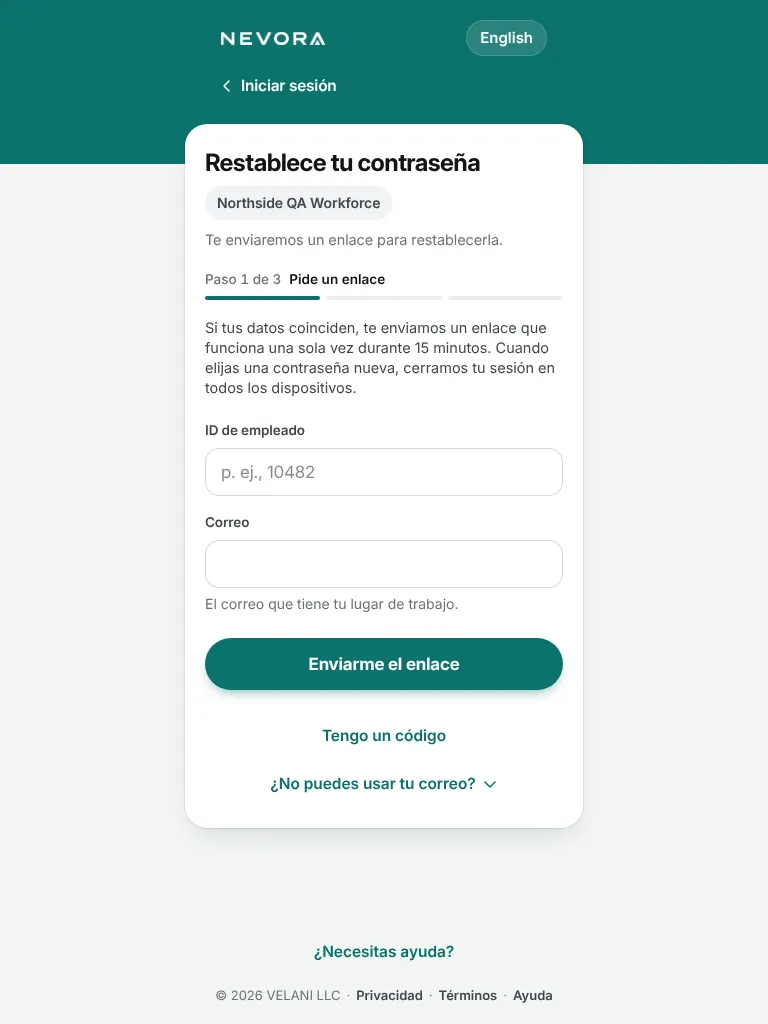 NEVORA
English
Iniciar sesión
Restablece tu contraseña
Northside QA Workforce
Te enviaremos un enlace para restablecerla.
Paso 1 de 3 Pide un enlace
Si tus datos coinciden, te enviamos un enlace que
funciona una sola vez durante 15 minutos. Cuando
elijas una contraseña nueva, cerramos tu sesión en
todos los dispositivos.
ID de empleado
p. ej., 10482
Correo
El correo que tiene tu lugar de trabajo.
Enviarme el enlace
Tengo un código
¿No puedes usar tu correo?
¿Necesitas ayuda?
© 2026 VELANI LLC · Privacidad · Términos · Ayuda